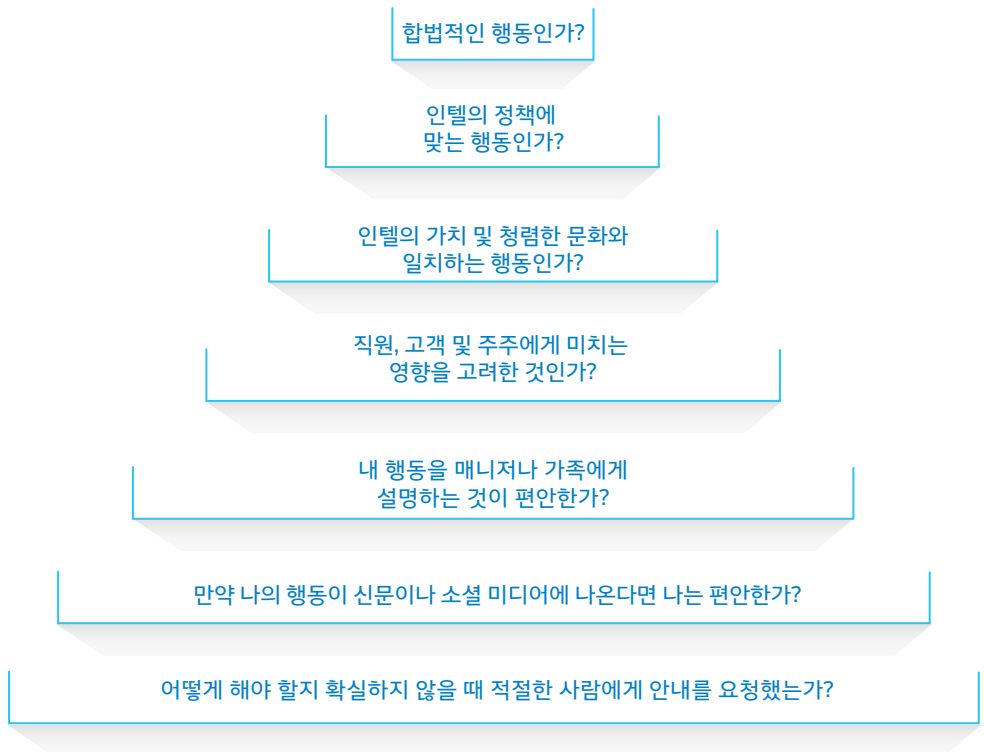 합법적인 행동인가?
인텔의 정책에
맞는 행동인가?
인텔의 가치 및 청렴한 문화와
일치하는 행동인가?
직원, 고객 및 주주에게 미치는
영향을 고려한 것인가?
내 행동을 매니저나 가족에게
설명하는 것이 편안한가?
만약 나의 행동이 신문이나 소셜 미디어에 나온다면 나는 편안한가?
어떻게 해야 할지 확실하지 않을 때 적절한 사람에게 안내를 요청했는가?